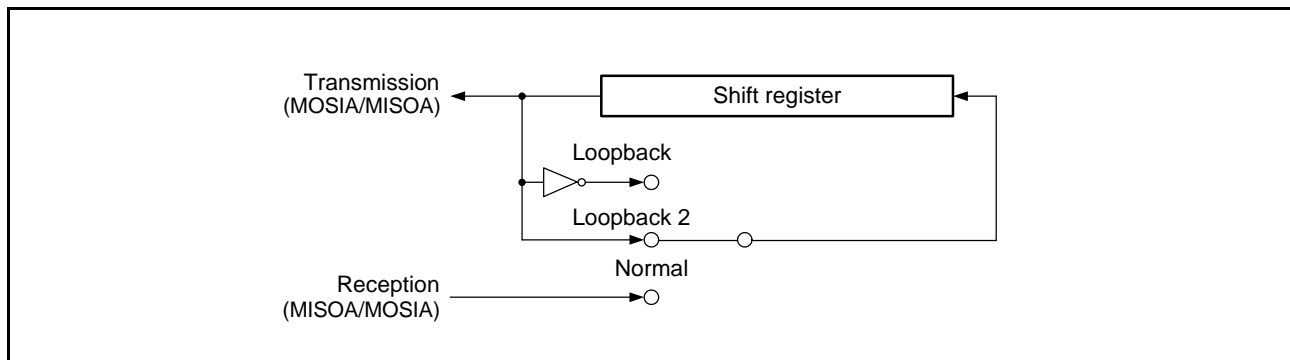 Transmission
(MOSIA/MISOA)
Shift register
Loopback
Loopback 2
Normal
Reception
(MISOA/MOSIA)